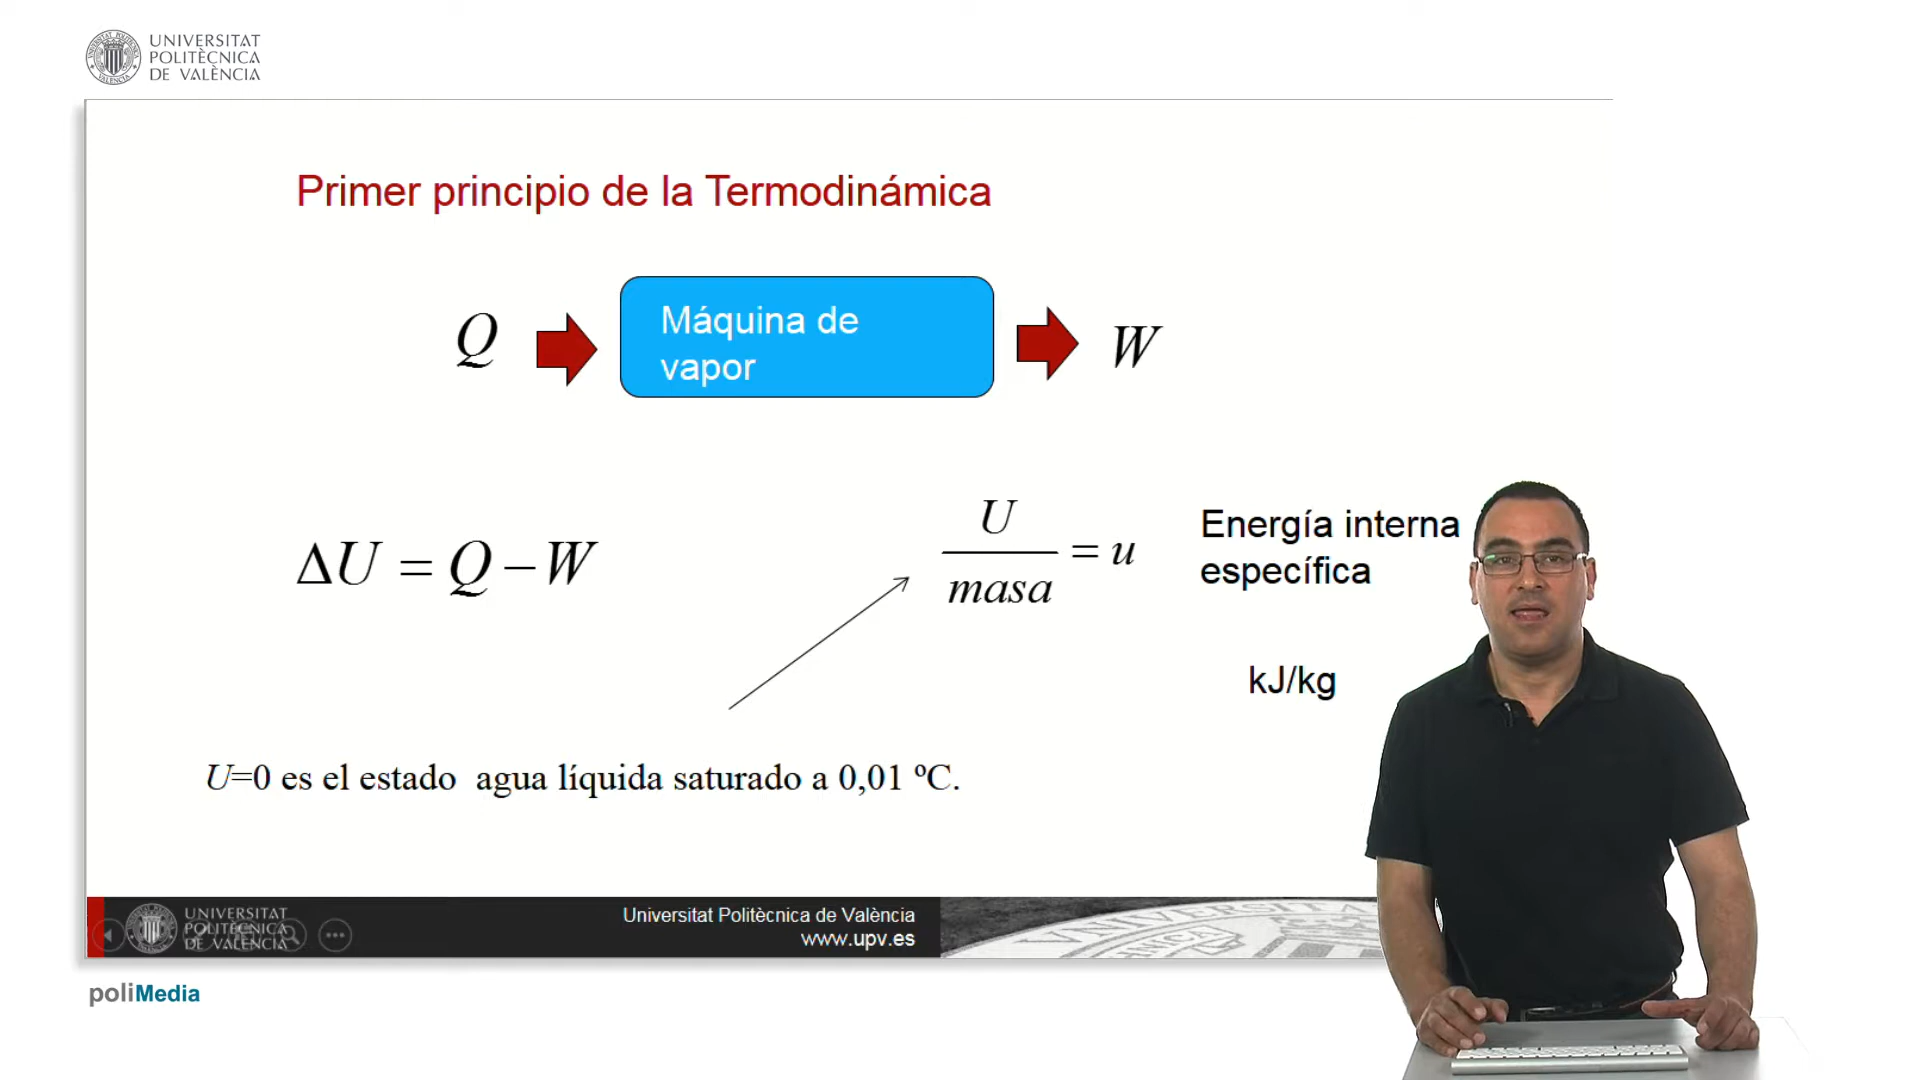 UNIVERSITAT
POLITÈCNICA
DE VALÈNCIA
Primer principio de la Termodinámica
Q
Máquina de
vapor
W
ΔU = Q − W
U
masa
= u
Energía interna
específica
kJ/kg
U=0 es el estado agua líquida saturado a 0,01 ºC.
UNIVERSITAT
POLITÈCNICA
DE VALÈNCIA
Universitat Politècnica de València
www.upv.es
poliMedia